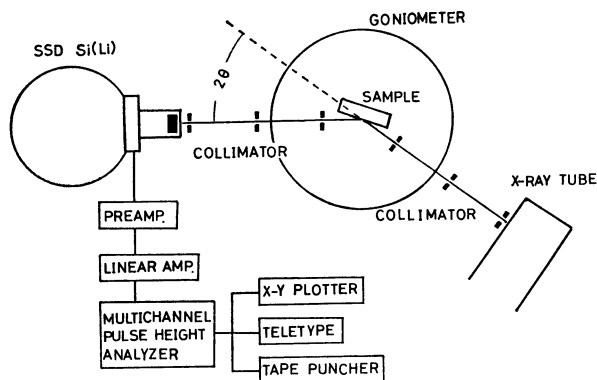 GONIOMETER
SSD Si(Li)
2θ
SAMPLE
COLLIMATOR
X-RAY TUBE
COLLIMATOR
PREAMP.
LINEAR AMP.
MULTICHANNEL
PULSE HEIGHT
ANALYZER
X-Y PLOTTER
TELETYPE
TAPE PUNCHER